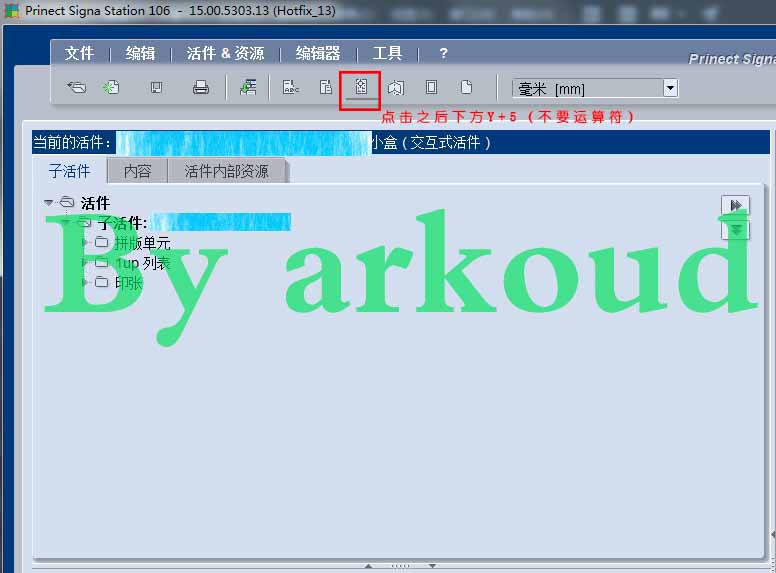 Prinect Signa Station 106 - 15.00.5303.13 (Hotfix_13)
文件 编辑 活件 & 资源 编辑器 工具 ?
Prinect Signa
毫米 [mm]
点击之后下方Y+5（不要运算符）
当前的活件: 小盒 ( 交互式活件 )
子活件 内容 活件内部资源
活件
子活件:
拼版单元
1up 列表
印张
By arkoud